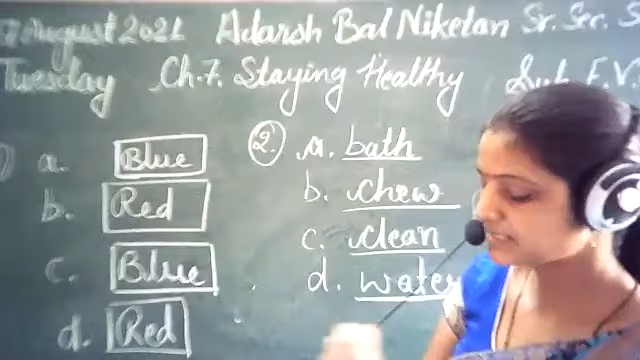 August 2021 Adarsh Bal Niketan Sr. Sec. S
Tuesday Ch.7. Staying Healthy Sub. E.V.
a. Blue
b. Red
c. Blue
d. Red
2. a. bath
b. chew
c. clean
d. water